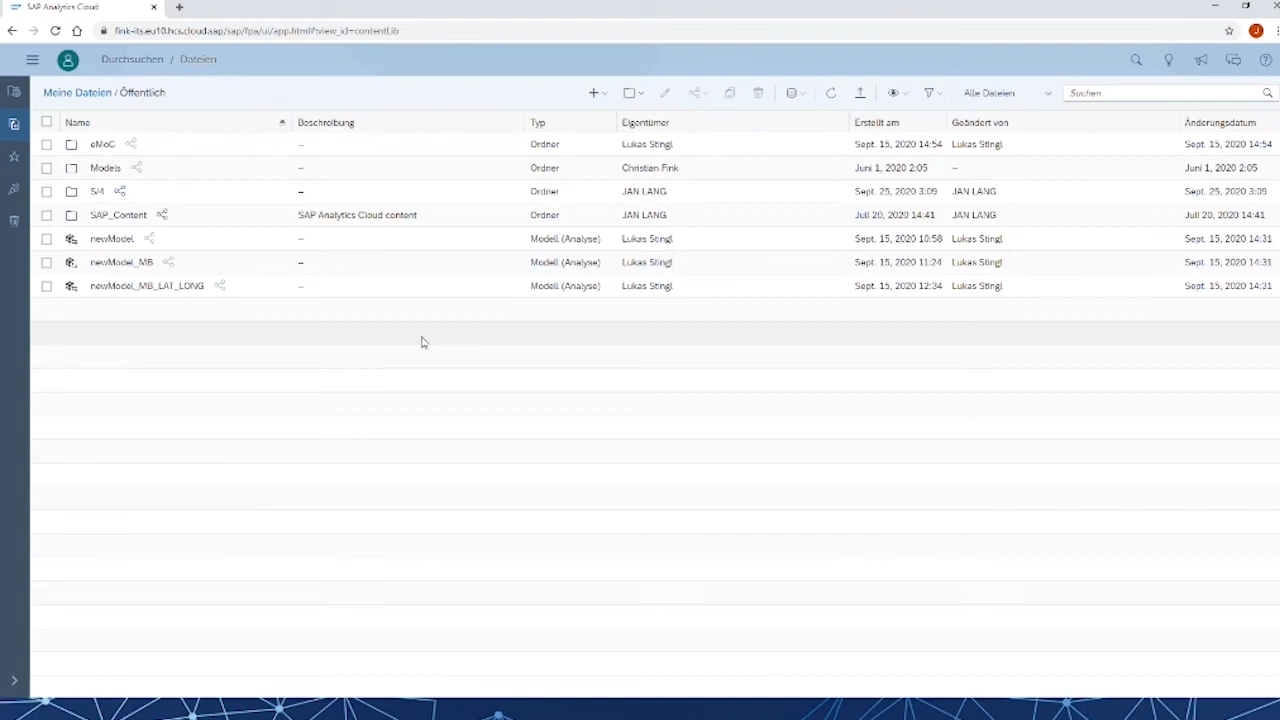 SAP Analytics Cloud
fink-its.eu10.hcs.cloud.sap/sap/fpa/ui/app.html#:view_id=contentLib
J
Durchsuchen / Dateien
Meine Dateien / Öffentlich
Alle Dateien
Suchen
Name Beschreibung Typ Eigentümer Erstellt am Geändert von Änderungsdatum
eMoC – Ordner Lukas Stingl Sept. 15, 2020 14:54 Lukas Stingl Sept. 15, 2020 14:54
Models – Ordner Christian Fink Juni 1, 2020 2:05 – Juni 1, 2020 2:05
S/4 – Ordner JAN LANG Sept. 25, 2020 3:09 JAN LANG Sept. 25, 2020 3:09
SAP_Content SAP Analytics Cloud content Ordner JAN LANG Juli 20, 2020 14:41 JAN LANG Juli 20, 2020 14:41
newModel – Modell (Analyse) Lukas Stingl Sept. 15, 2020 10:58 Lukas Stingl Sept. 15, 2020 14:31
newModel_MB – Modell (Analyse) Lukas Stingl Sept. 15, 2020 11:24 Lukas Stingl Sept. 15, 2020 14:31
newModel_MB_LAT_LONG – Modell (Analyse) Lukas Stingl Sept. 15, 2020 12:34 Lukas Stingl Sept. 15, 2020 14:31